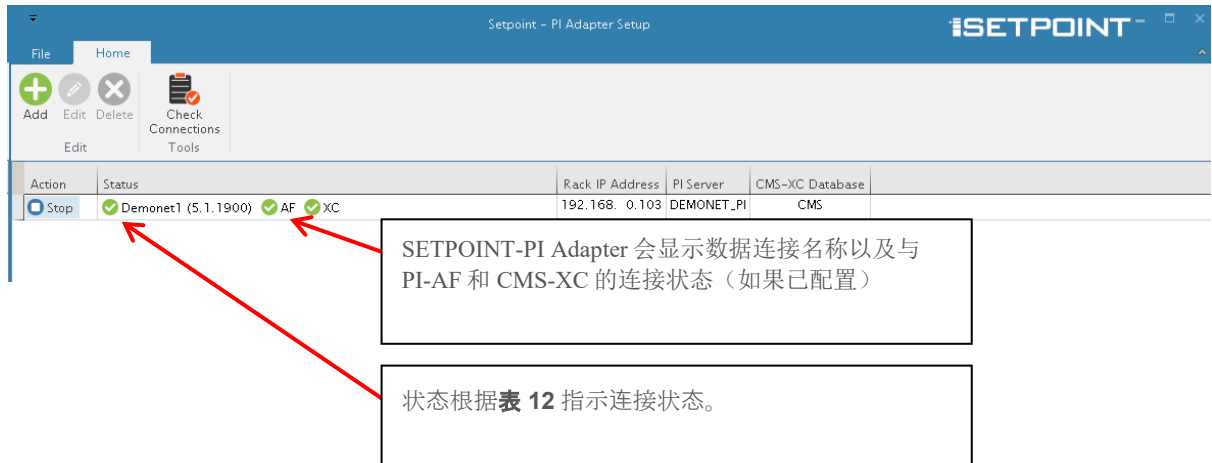 Setpoint – PI Adapter Setup
SETPOINT
File Home
Add Edit Delete Check Connections
Edit Tools
Action Status Rack IP Address PI Server CMS-XC Database
Stop Demonet1 (5.1.1900) AF XC 192.168. 0.103 DEMONET_PI CMS
SETPOINT-PI Adapter 会显示数据连接名称以及与
PI-AF 和 CMS-XC 的连接状态（如果已配置）
状态根据表 12 指示连接状态。